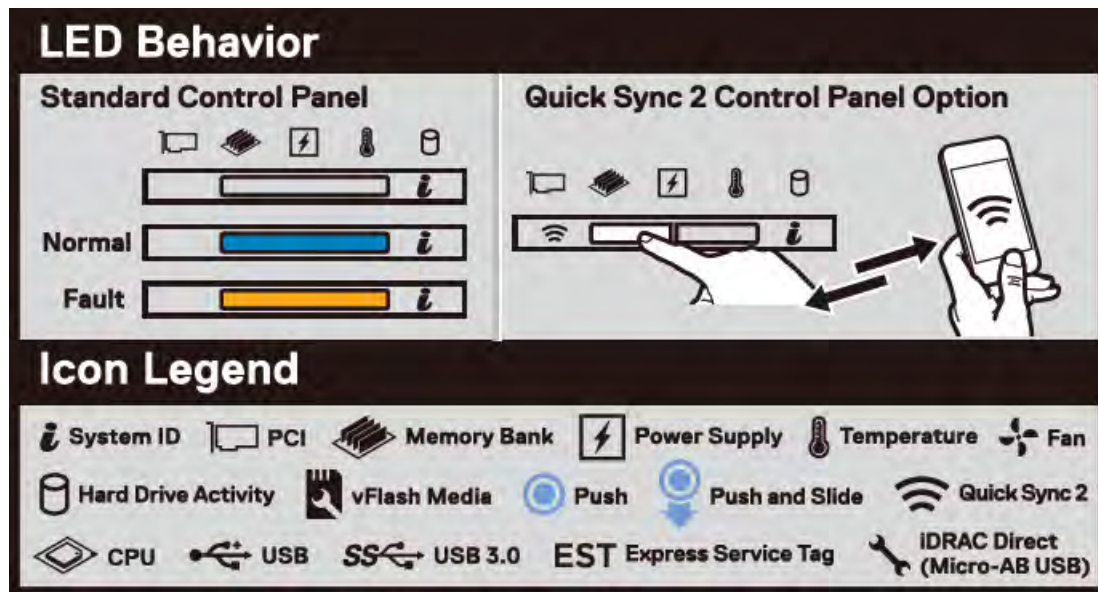 LED Behavior
Standard Control Panel
i
Normal i
Fault i
Quick Sync 2 Control Panel Option
i
Icon Legend
i System ID PCI Memory Bank Power Supply Temperature Fan
Hard Drive Activity vFlash Media Push Push and Slide Quick Sync 2
CPU USB SS USB 3.0 EST Express Service Tag iDRAC Direct
(Micro-AB USB)